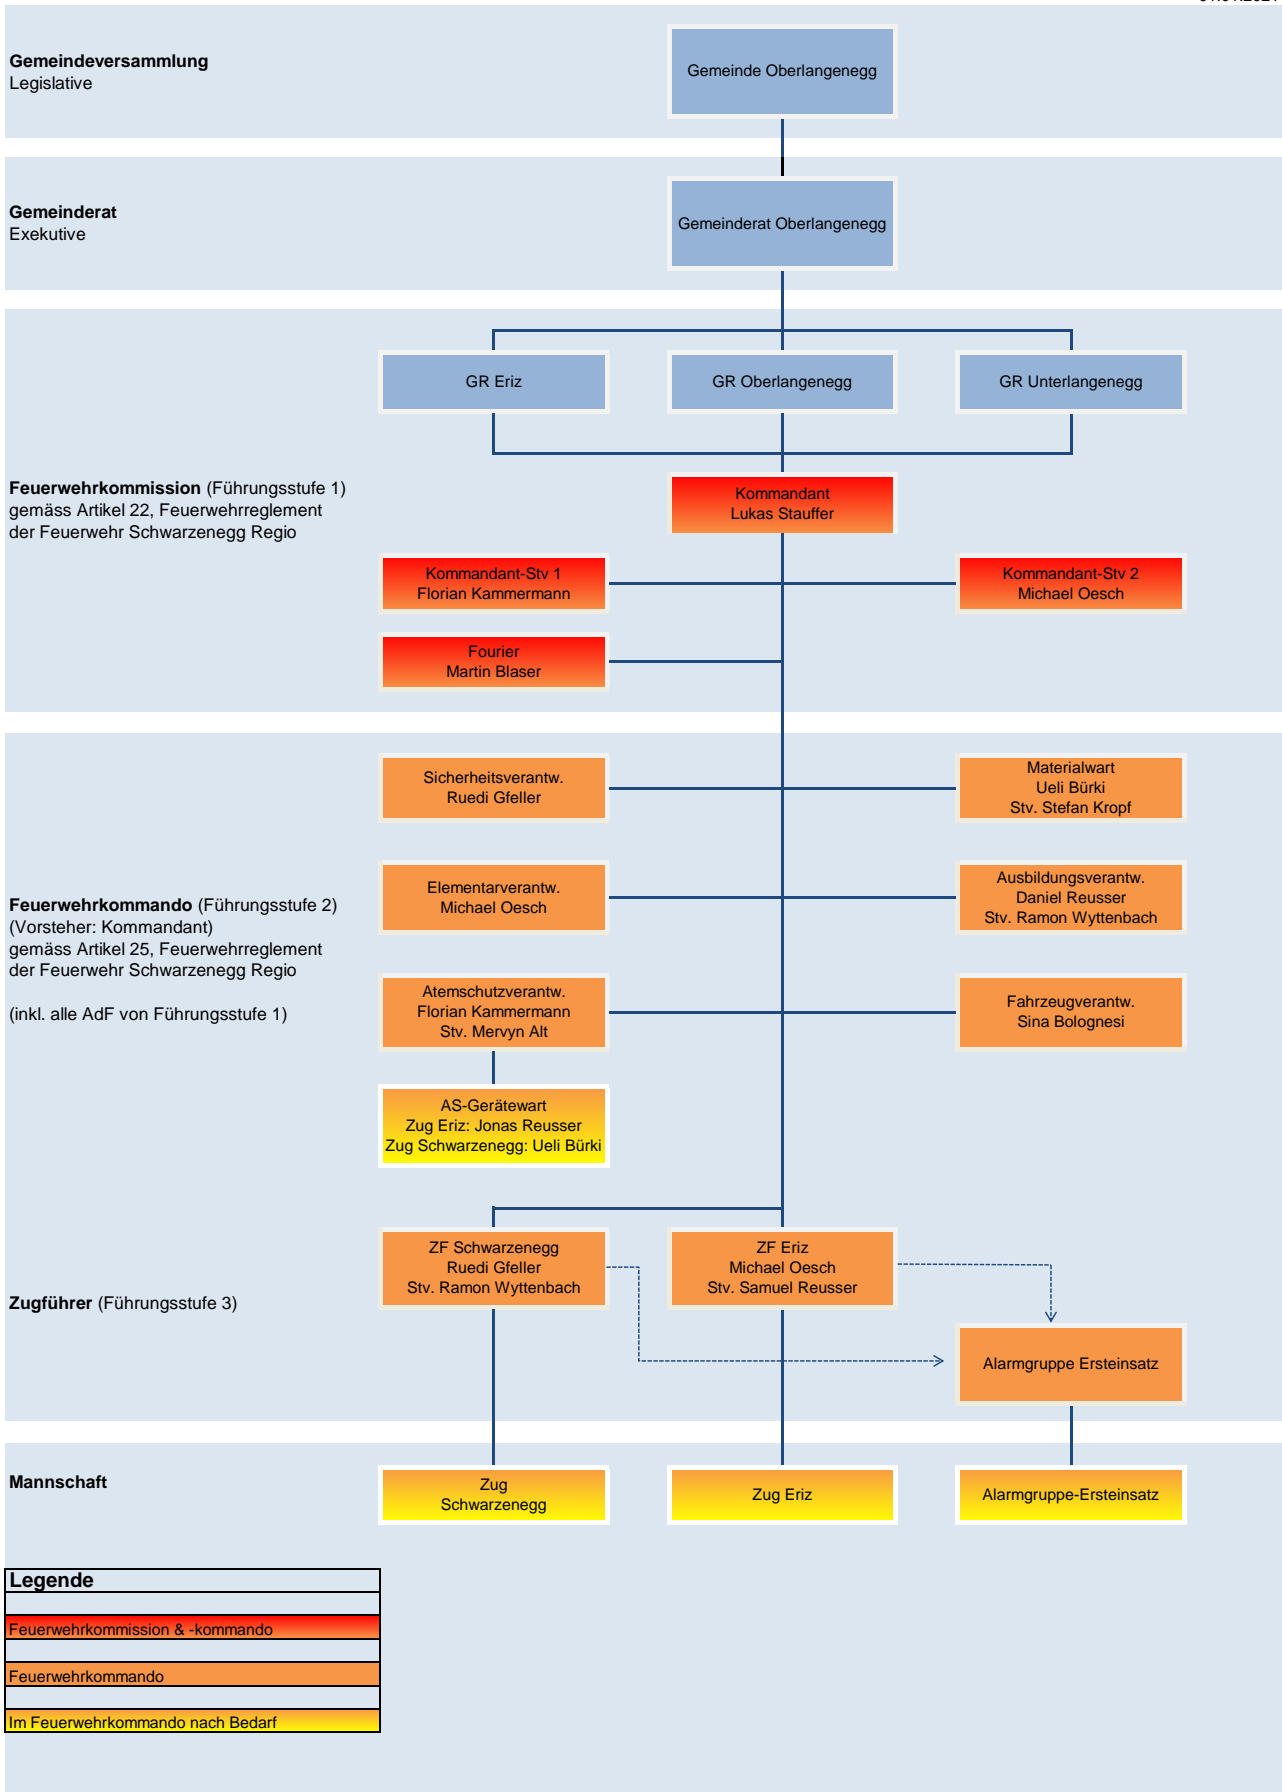 Gemeindeversammlung
Legislative
Gemeinde Oberlangenegg
Gemeinderat
Exekutive
Gemeinderat Oberlangenegg
GR Eriz
GR Oberlangenegg
GR Unterlangenegg
Feuerwehrkommission (Führungsstufe 1)
gemäss Artikel 22, Feuerwehrreglement
der Feuerwehr Schwarzenegg Regio
Kommandant
Lukas Stauffer
Kommandant-Stv 1
Florian Kammermann
Kommandant-Stv 2
Michael Oesch
Fourier
Martin Blaser
Sicherheitsverantw.
Ruedi Gfeller
Materialwart
Ueli Bürki
Stv. Stefan Kropf
Feuerwehrkommando (Führungsstufe 2)
(Vorsteher: Kommandant)
gemäss Artikel 25, Feuerwehrreglement
der Feuerwehr Schwarzenegg Regio
(inkl. alle AdF von Führungsstufe 1)
Elementarverantw.
Michael Oesch
Ausbildungsverantw.
Daniel Reusser
Stv. Ramon Wyttenbach
Atemschutzverantw.
Florian Kammermann
Stv. Mervyn Alt
Fahrzeugverantw.
Sina Bolognesi
AS-Gerätewart
Zug Eriz: Jonas Reusser
Zug Schwarzenegg: Ueli Bürki
Zugführer (Führungsstufe 3)
ZF Schwarzenegg
Ruedi Gfeller
Stv. Ramon Wyttenbach
ZF Eriz
Michael Oesch
Stv. Samuel Reusser
Alarmgruppe Ersteinsatz
Mannschaft
Zug
Schwarzenegg
Zug Eriz
Alarmgruppe-Ersteinsatz
Legende
Feuerwehrkommission & -kommando
Feuerwehrkommando
Im Feuerwehrkommando nach Bedarf